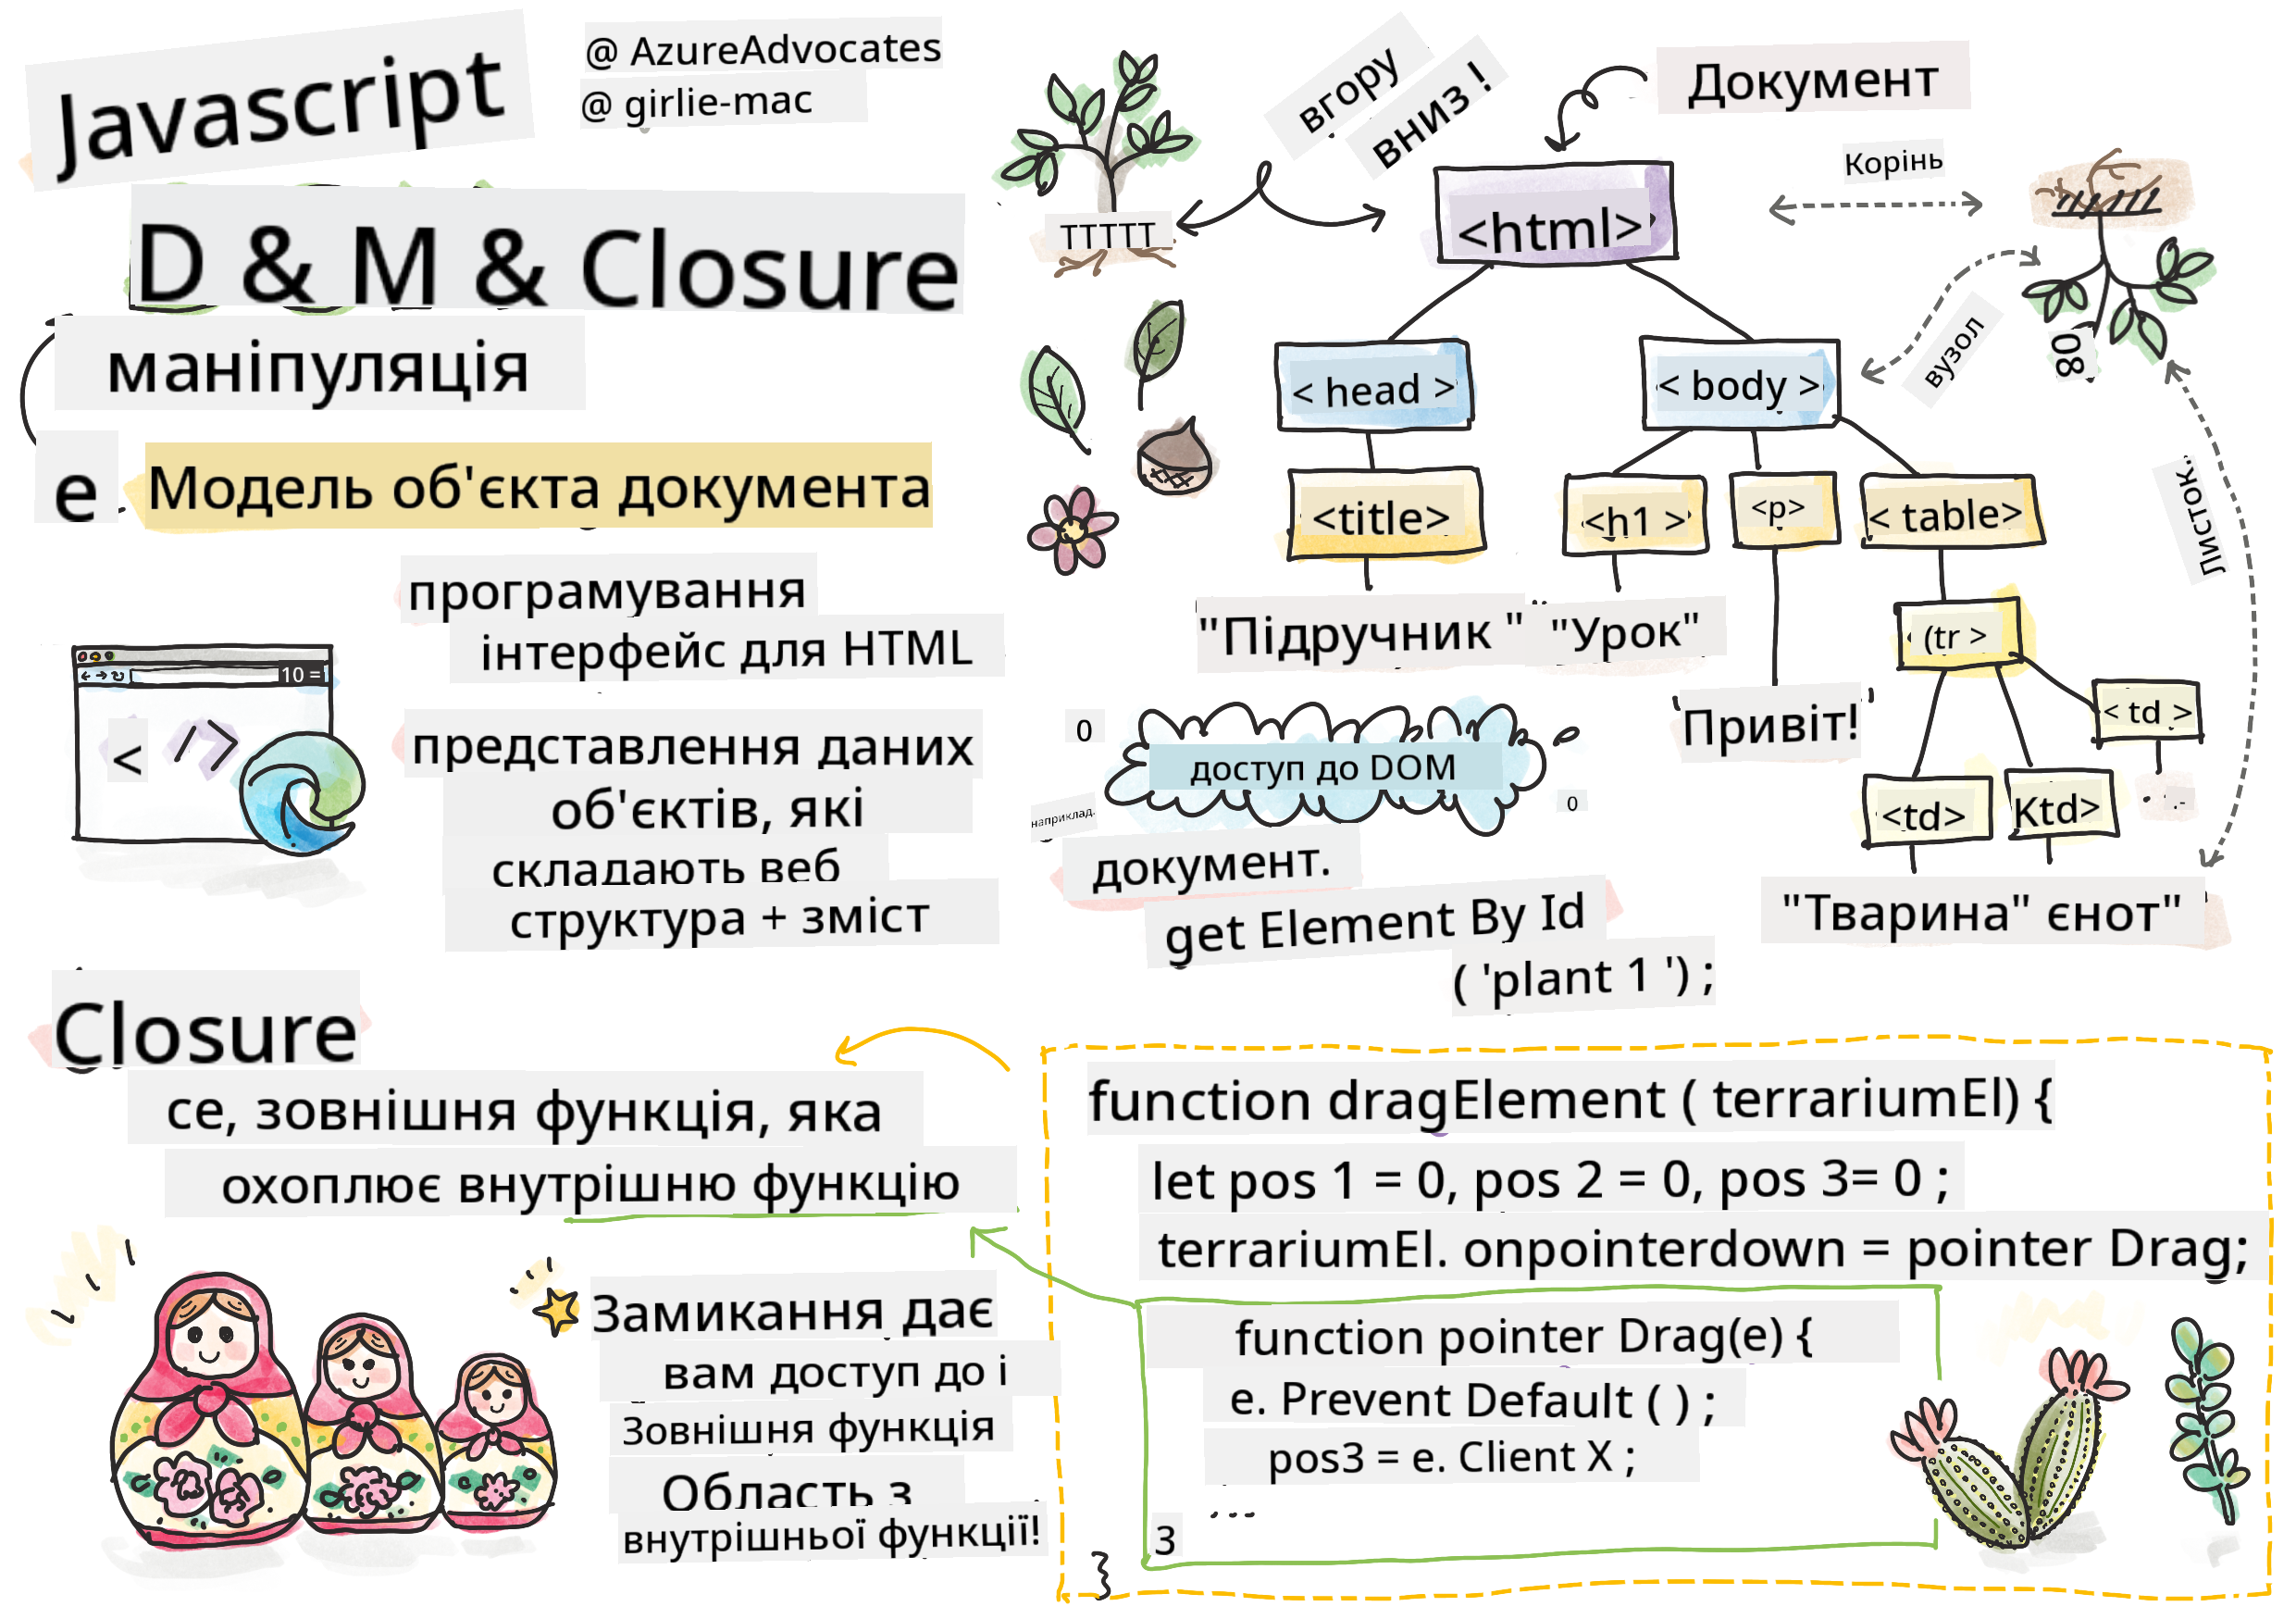 Javascript
@ AzureAdvocates
@ girlie-mac
D & M & Closure
маніпуляція
е Модель об'єкта документа
програмування
інтерфейс для HTML
10 =
< />
представлення даних
об'єктів, які
складають веб
структура + зміст
вгору
вниз !
Документ
Корінь
TTTTT
<html>
вузол
08
< head >
< body >
Листок..
<title>
<h1 >
<p>
< table>
"Підручник "
"Урок"
(tr >
"Привіт!"
< td >
<td>
Ktd>
"Тварина" єнот"
0
доступ до DOM
0
наприклад.
документ.
get Element By Id
( 'plant 1 ') ;
Closure
се, зовнішня функція, яка
охоплює внутрішню функцію
Замикання дає
вам доступ до і
Зовнішня функція
Область з
внутрішньої функції!
function dragElement ( terrariumEl) {
let pos 1 = 0, pos 2 = 0, pos 3= 0 ;
terrariumEl. onpointerdown = pointer Drag;
function pointer Drag(e) {
e. Prevent Default ( ) ;
pos3 = e. Client X ;
...
3
}